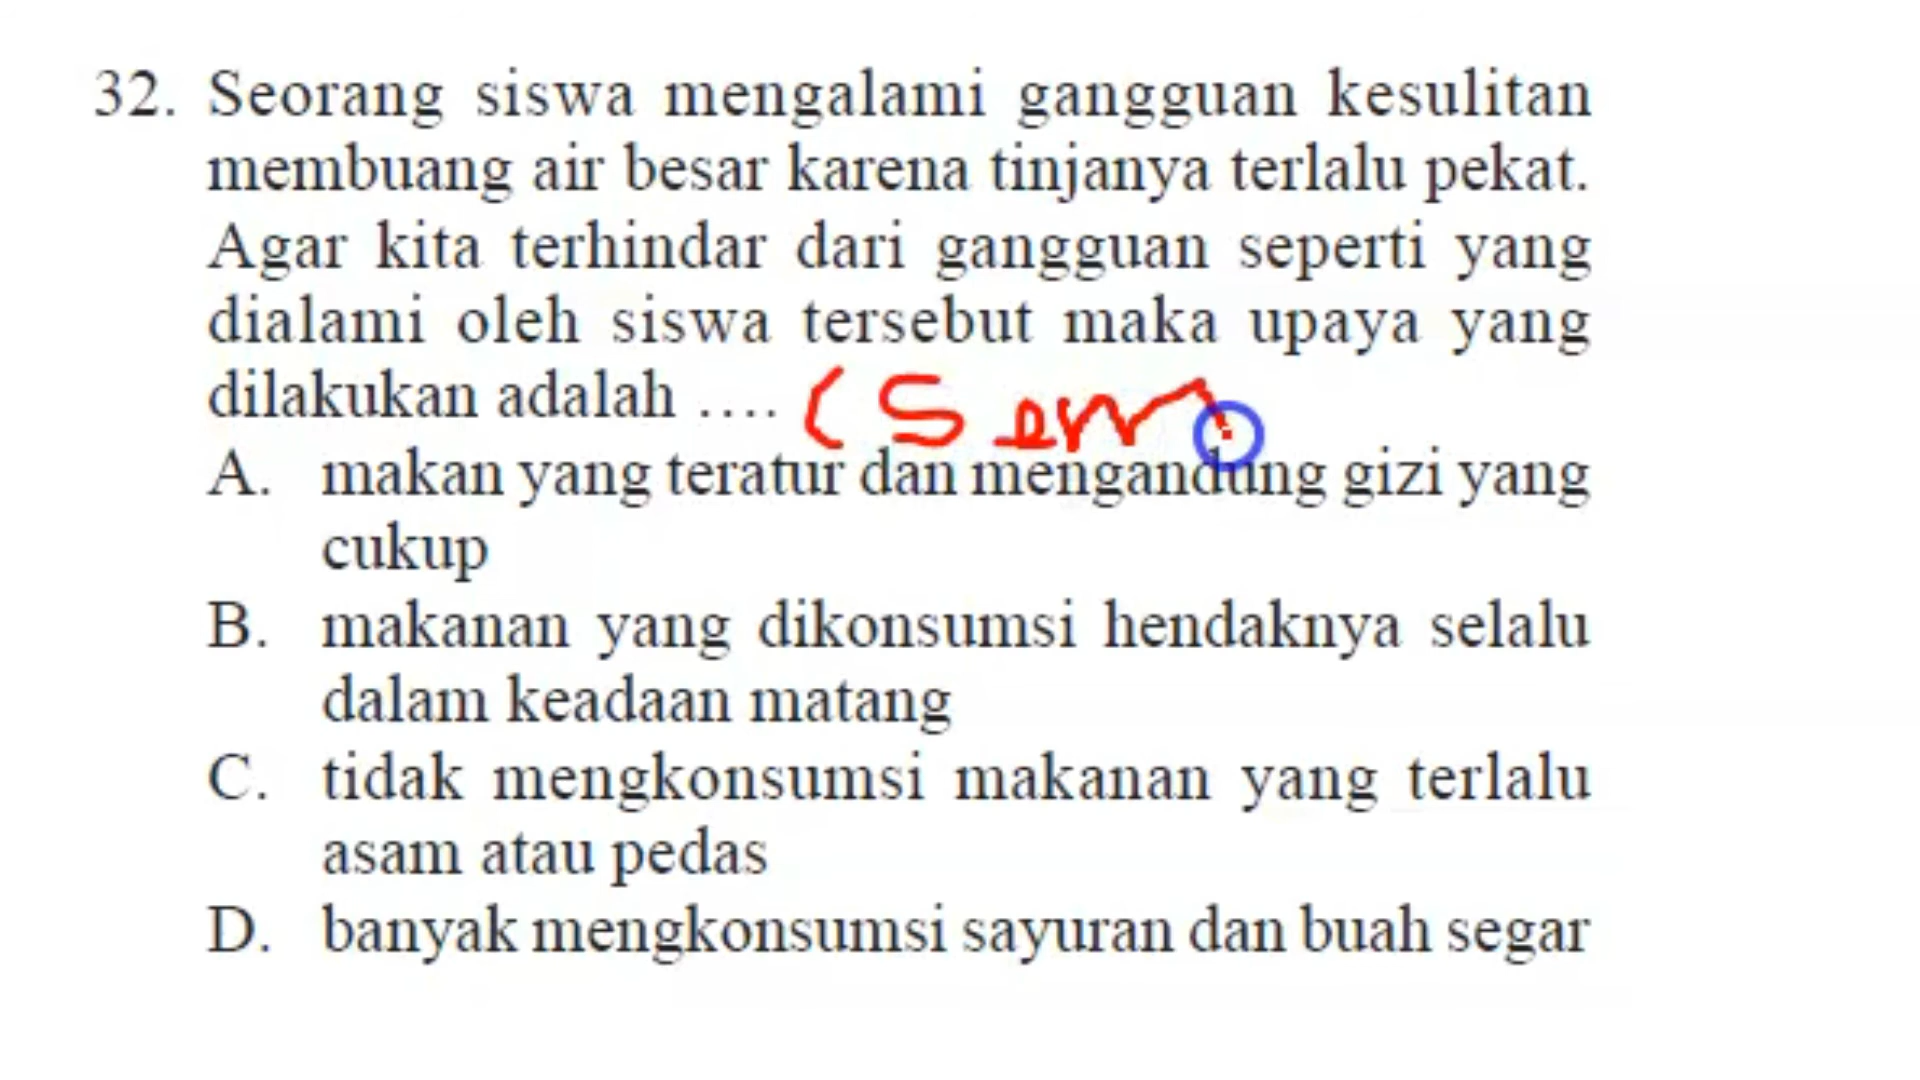 32. Seorang siswa mengalami gangguan kesulitan
membuang air besar karena tinjanya terlalu pekat.
Agar kita terhindar dari gangguan seperti yang
dialami oleh siswa tersebut maka upaya yang
dilakukan adalah .... (Sem
A. makan yang teratur dan mengandung gizi yang
cukup
B. makanan yang dikonsumsi hendaknya selalu
dalam keadaan matang
C. tidak mengkonsumsi makanan yang terlalu
asam atau pedas
D. banyak mengkonsumsi sayuran dan buah segar